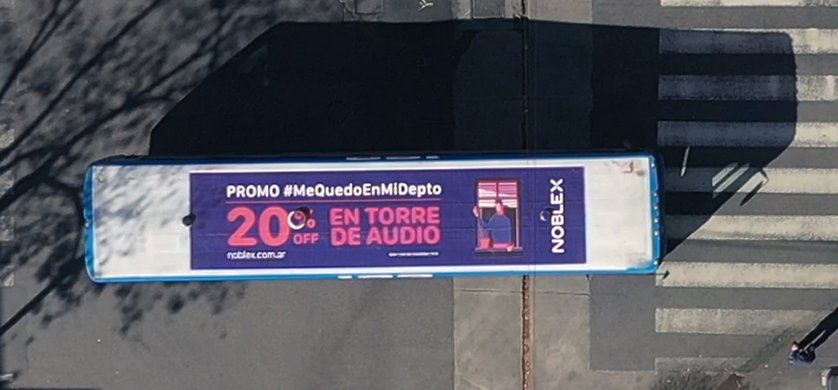 PROMO #MeQuedoEnMiDepto
20% OFF
EN TORRE
DE AUDIO
noblex.com.ar
NOBLEX